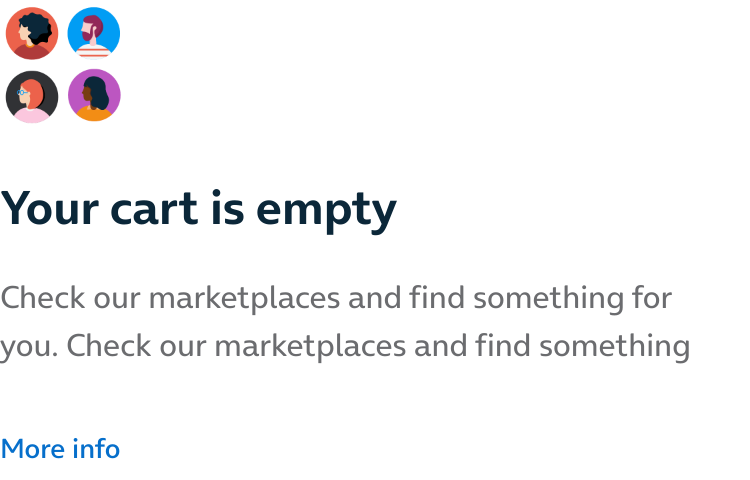 Your cart is empty
Check our marketplaces and find something for
you. Check our marketplaces and find something
More info